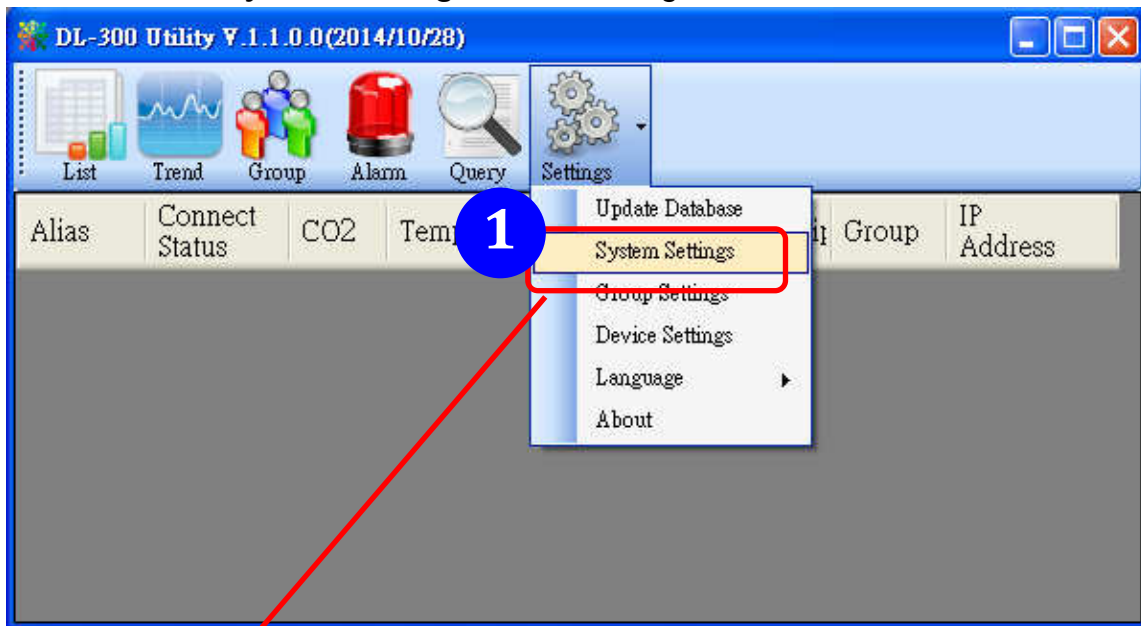 DL-300 Utility V.1.1.0.0(2014/10/28)
List Trend Group Alarm Query Settings
Alias Connect Status CO2 Group IP Address
1
Update Database
System Settings
Group Settings
Device Settings
Language
About